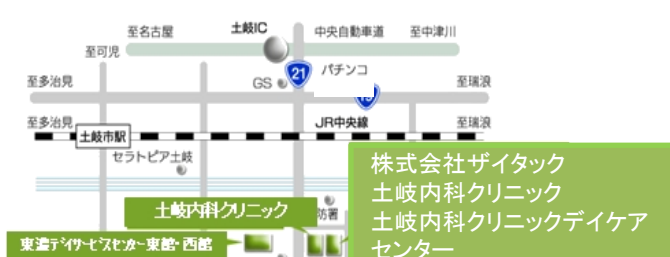 至名古屋
土岐IC
中央自動車道
至中津川
至可児
21
パチンコ
GS
至多治見
至瑞浪
19
至多治見
JR中央線
至瑞浪
土岐市駅
セラトピア土岐
株式会社ザイタック
土岐内科クリニック
土岐内科クリニックデイケア
センター
土岐内科クリニック
防署
東濃デイサービスセンター東館・西館